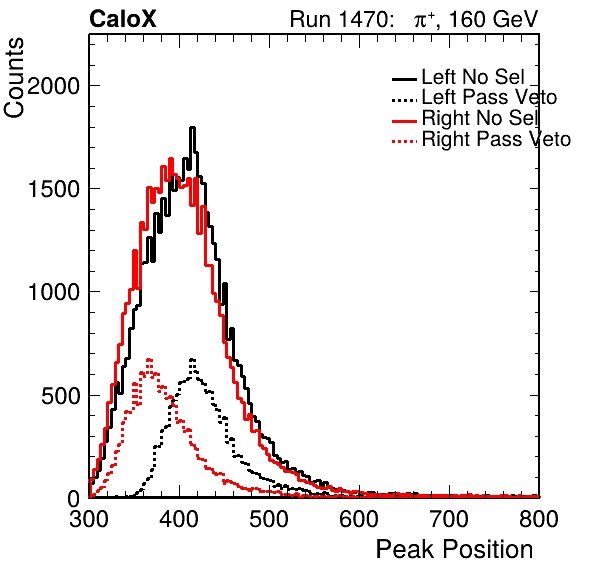 CaloX Run 1470: π⁺, 160 GeV
Counts
Left No Sel
Left Pass Veto
Right No Sel
Right Pass Veto
2000
1500
1000
500
0
300 400 500 600 700 800
Peak Position